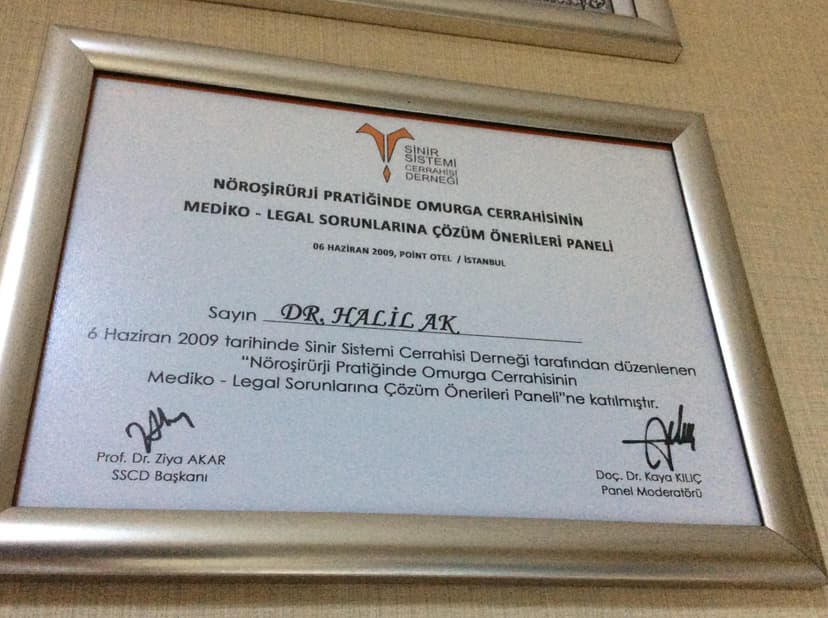 SİNİR
SİSTEMİ
CERRAHİSİ
DERNEĞİ
NÖROŞİRÜRJİ PRATİĞİNDE OMURGA CERRAHİSİNİN
MEDİKO - LEGAL SORUNLARINA ÇÖZÜM ÖNERİLERİ PANELİ
06 HAZİRAN 2009, POINT OTEL / İSTANBUL
Sayın DR. HALİL AK
6 Haziran 2009 tarihinde Sinir Sistemi Cerrahisi Derneği tarafından düzenlenen
"Nöroşirürji Pratiğinde Omurga Cerrahisinin
Mediko - Legal Sorunlarına Çözüm Önerileri Paneli"ne katılmıştır.
Prof. Dr. Ziya AKAR
SSCD Başkanı
Doç. Dr. Kaya KILIÇ
Panel Moderatörü